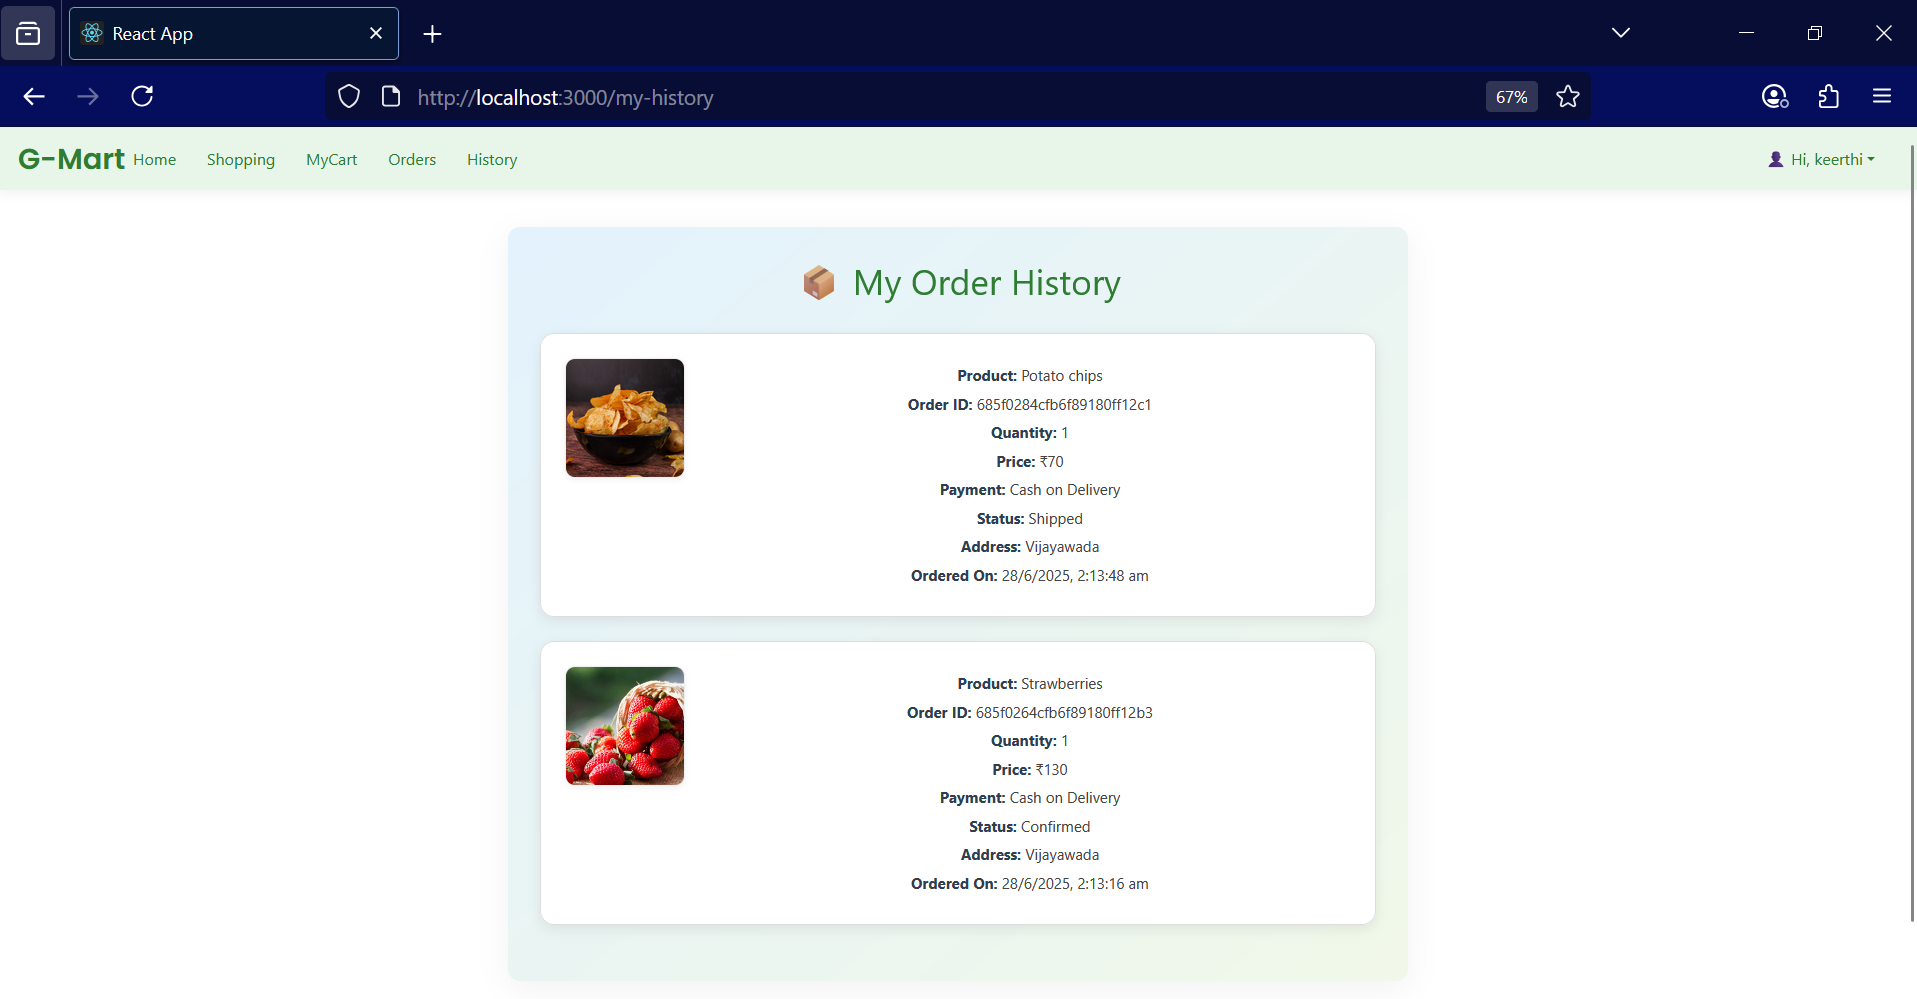 React App
http://localhost:3000/my-history
67%
G-Mart Home Shopping MyCart Orders History Hi, keerthi
My Order History
Product: Potato chips
Order ID: 685f0284cfb6f89180ff12c1
Quantity: 1
Price: ₹70
Payment: Cash on Delivery
Status: Shipped
Address: Vijayawada
Ordered On: 28/6/2025, 2:13:48 am
Product: Strawberries
Order ID: 685f0264cfb6f89180ff12b3
Quantity: 1
Price: ₹130
Payment: Cash on Delivery
Status: Confirmed
Address: Vijayawada
Ordered On: 28/6/2025, 2:13:16 am